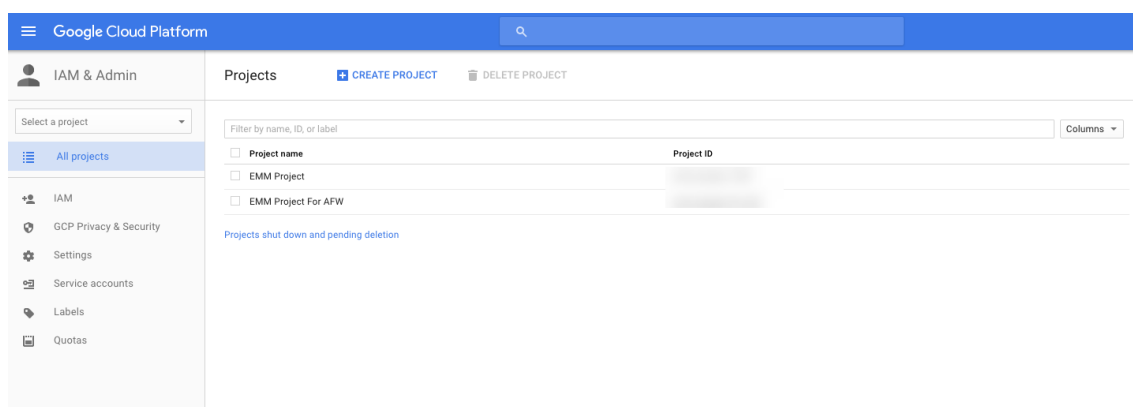 Google Cloud Platform
IAM & Admin
Projects
CREATE PROJECT
DELETE PROJECT
Select a project
Filter by name, ID, or label
Columns
All projects
Project name
Project ID
EMM Project
EMM Project For AFW
Projects shut down and pending deletion
IAM
GCP Privacy & Security
Settings
Service accounts
Labels
Quotas